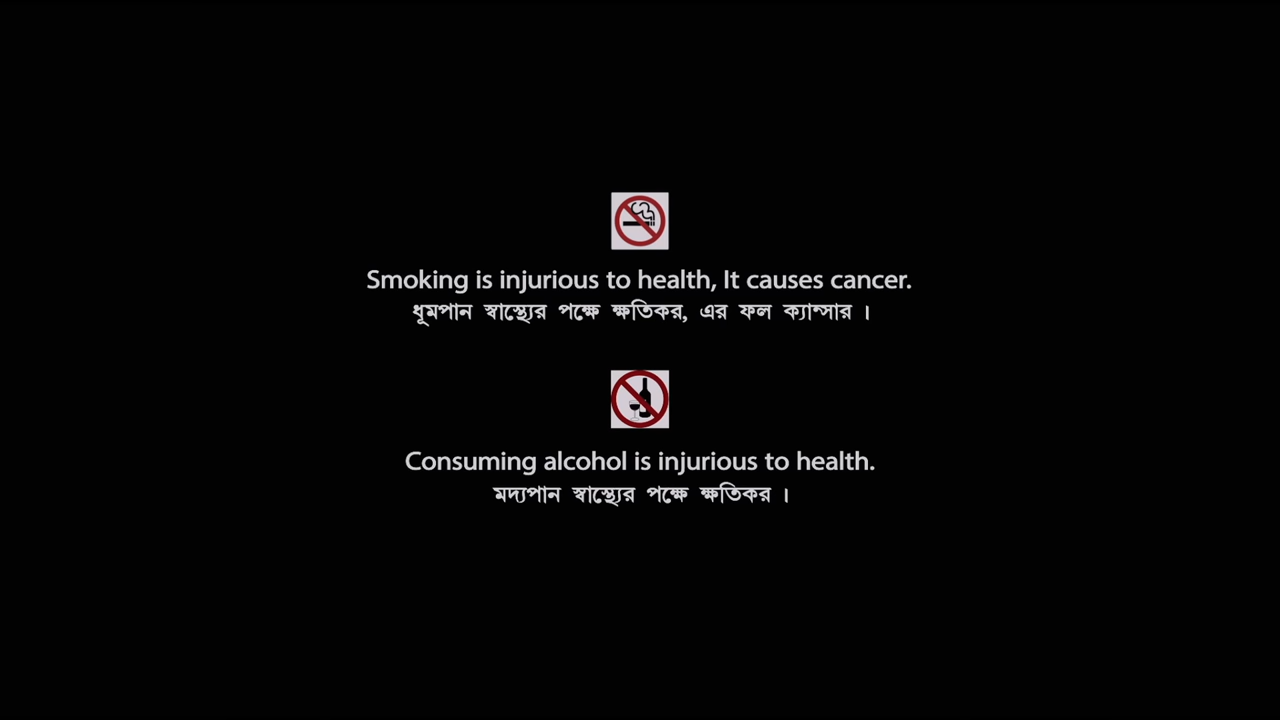 Smoking is injurious to health, It causes cancer.
ধূমপান স্বাস্থ্যের পক্ষে ক্ষতিকর, এর ফল ক্যান্সার ।
Consuming alcohol is injurious to health.
মদ্যপান স্বাস্থ্যের পক্ষে ক্ষতিকর ।